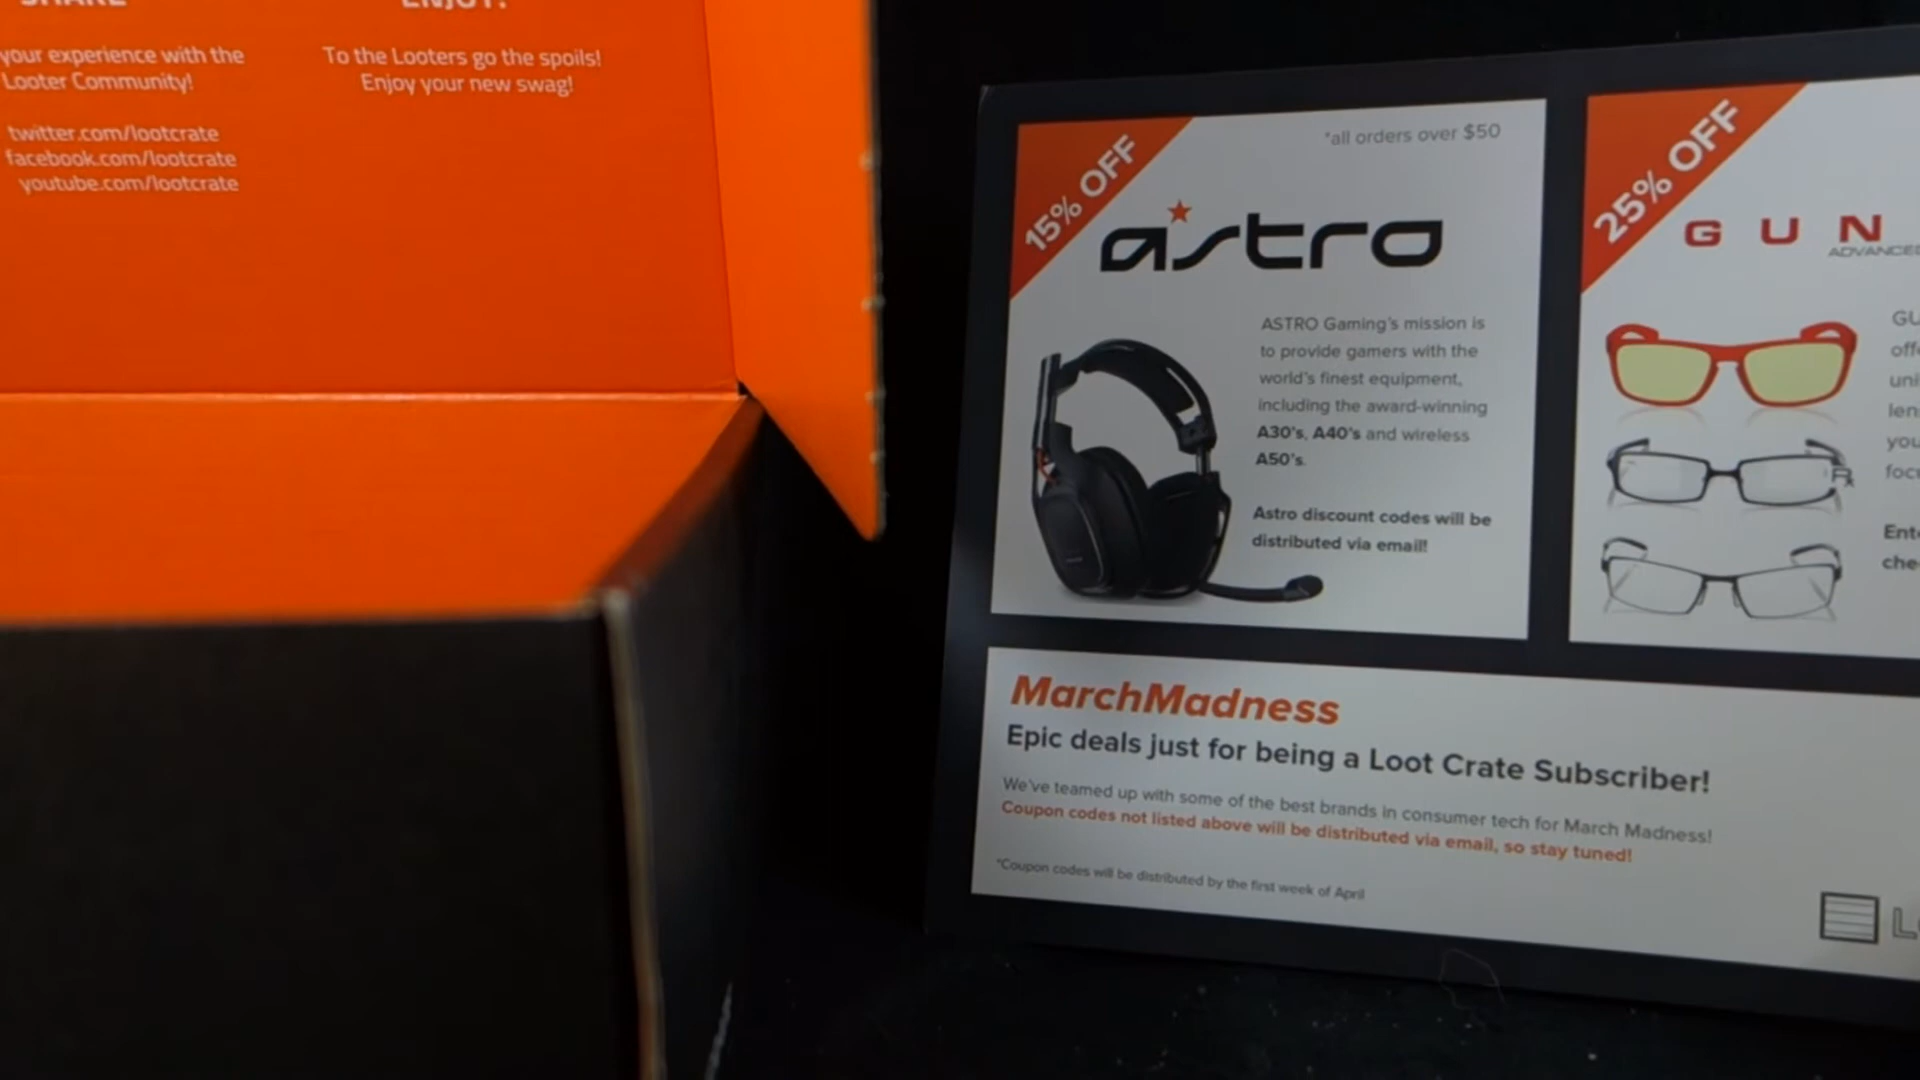 SHARE
ENJOY!
your experience with the
Looter Community!
To the Looters go the spoils!
Enjoy your new swag!
twitter.com/lootcrate
facebook.com/lootcrate
youtube.com/lootcrate
15% OFF
*all orders over $50
astro
ASTRO Gaming's mission is
to provide gamers with the
world's finest equipment,
including the award-winning
A30's, A40's and wireless
A50's.
Astro discount codes will be
distributed via email!
25% OFF
GUN
ADVANCED
Rx
MarchMadness
Epic deals just for being a Loot Crate Subscriber!
We've teamed up with some of the best brands in consumer tech for March Madness!
Coupon codes not listed above will be distributed via email, so stay tuned!
*Coupon codes will be distributed by the first week of April